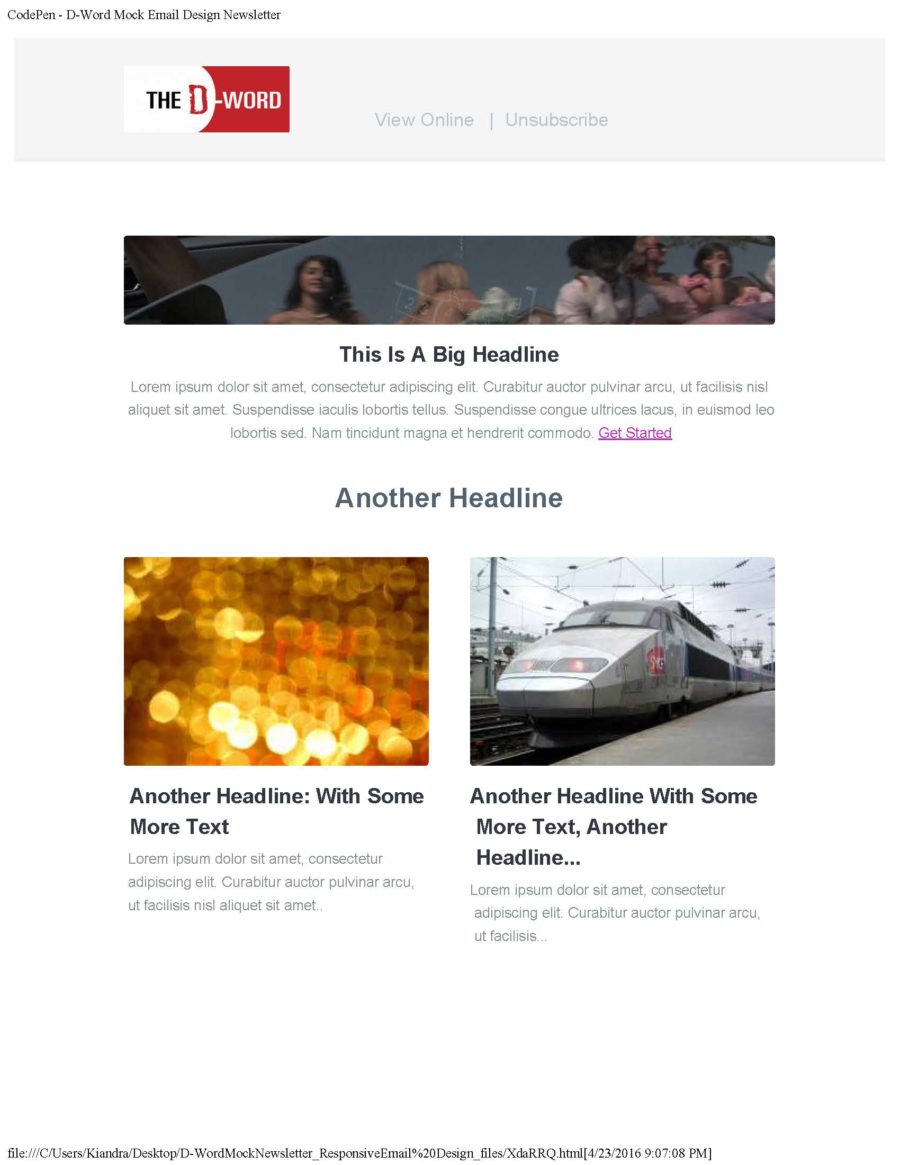 CodePen - D-Word Mock Email Design Newsletter
THE D-WORD
View Online | Unsubscribe
This Is A Big Headline
Lorem ipsum dolor sit amet, consectetur adipiscing elit. Curabitur auctor pulvinar arcu, ut facilisis nisl
aliquet sit amet. Suspendisse iaculis lobortis tellus. Suspendisse congue ultrices lacus, in euismod leo
lobortis sed. Nam tincidunt magna et hendrerit commodo. Get Started
Another Headline
Another Headline: With Some
More Text
Lorem ipsum dolor sit amet, consectetur
adipiscing elit. Curabitur auctor pulvinar arcu,
ut facilisis nisl aliquet sit amet..
Another Headline With Some
More Text, Another
Headline...
Lorem ipsum dolor sit amet, consectetur
adipiscing elit. Curabitur auctor pulvinar arcu,
ut facilisis...
file:///C/Users/Kiandra/Desktop/D-WordMockNewsletter_ResponsiveEmail%20Design_files/XdaRRQ.html[4/23/2016 9:07:08 PM]